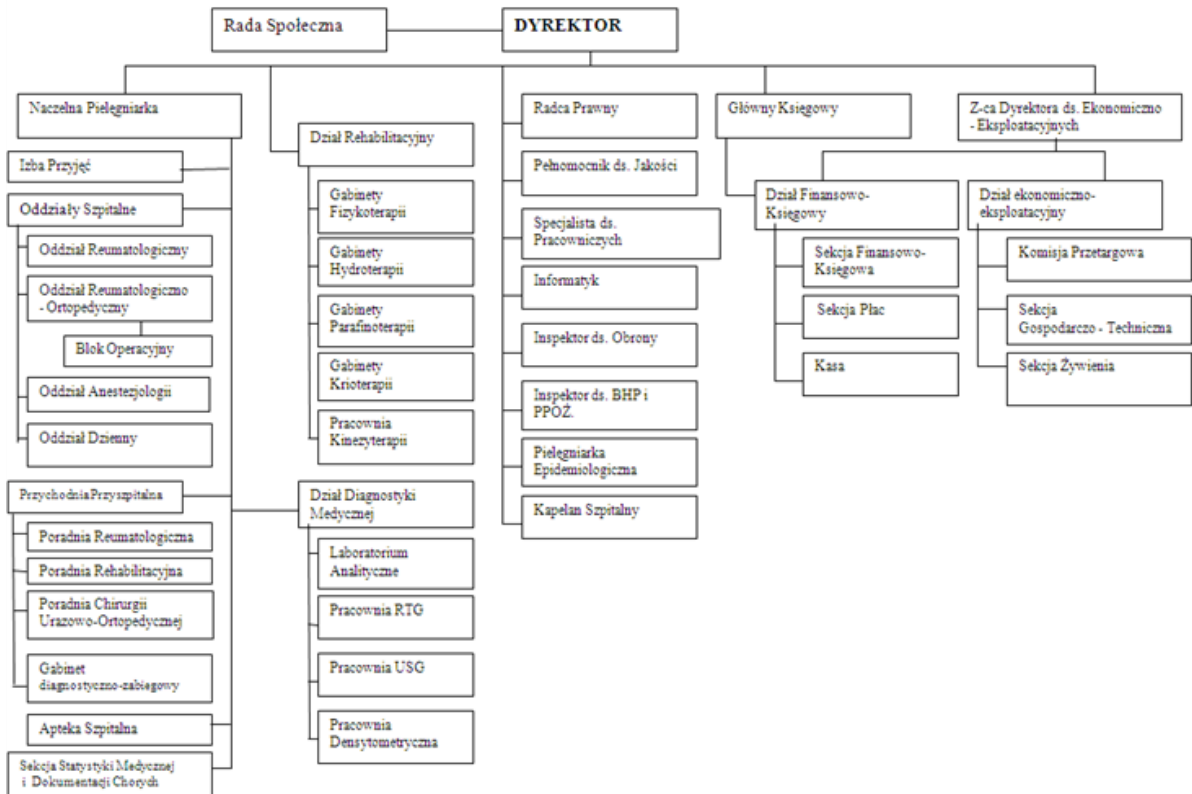 Rada Społeczna
DYREKTOR
Naczelna Pielęgniarka
Izba Przyjęć
Oddziały Szpitalne
Oddział Reumatologiczny
Oddział Reumatologiczno
- Ortopedyczny
Blok Operacyjny
Oddział Anestezjologii
Oddział Dzienny
Przychodnia Przyszpitalna
Poradnia Reumatologiczna
Poradnia Rehabilitacyjna
Poradnia Chirurgii
Urazowo-Ortopedycznej
Gabinet
diagnostyczno-zabiegowy
Apteka Szpitalna
Sekcja Statystyki Medycznej
i Dokumentacji Chorych
Dział Rehabilitacyjny
Gabinety
Fizykoterapii
Gabinety
Hydroterapii
Gabinety
Parafinoterapii
Gabinety
Krioterapii
Pracownia
Kinezyterapii
Dział Diagnostyki
Medycznej
Laboratorium
Analityczne
Pracownia RTG
Pracownia USG
Pracownia
Densytometryczna
Radca Prawny
Pełnomocnik ds. Jakości
Specjalista ds.
Pracowniczych
Informatyk
Inspektor ds. Obrony
Inspektor ds. BHP i
PPOŻ.
Pielęgniarka
Epidemiologiczna
Kapelan Szpitalny
Główny Księgowy
Z-ca Dyrektora ds. Ekonomiczno
- Eksploatacyjnych
Dział Finansowo-
Księgowy
Sekcja Finansowo-
Księgowa
Sekcja Płac
Kasa
Dział ekonomiczno-
eksploatacyjny
Komisja Przetargowa
Sekcja
Gospodarczo - Techniczna
Sekcja Żywienia